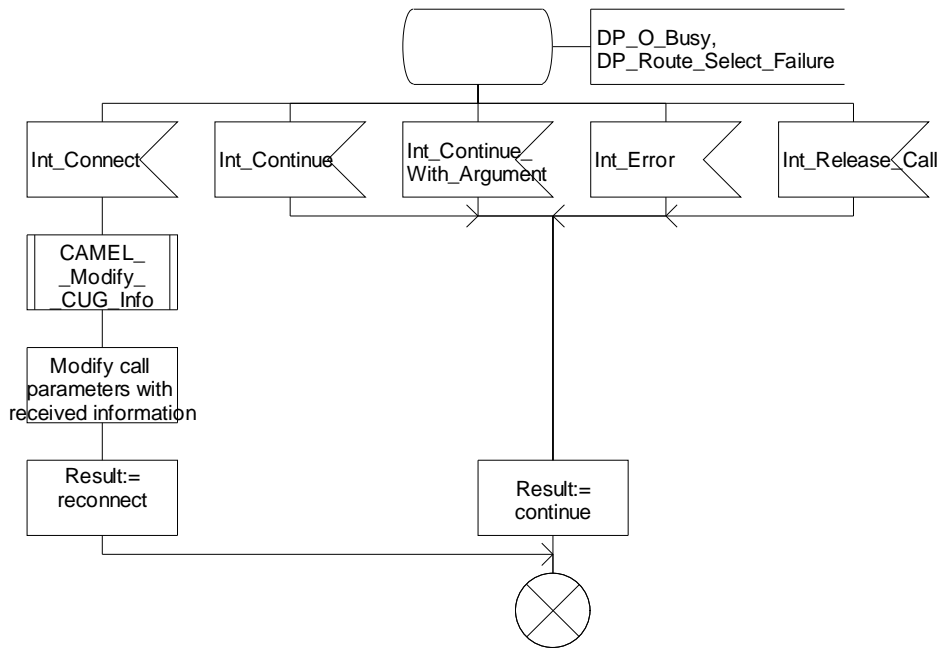 DP_O_Busy,
DP_Route_Select_Failure
Int_Connect
Int_Continue
Int_Continue_
With_Argument
Int_Error
Int_Release_Call
CAMEL_
_Modify_
_CUG_Info
Modify call
parameters with
received information
Result:=
reconnect
Result:=
continue